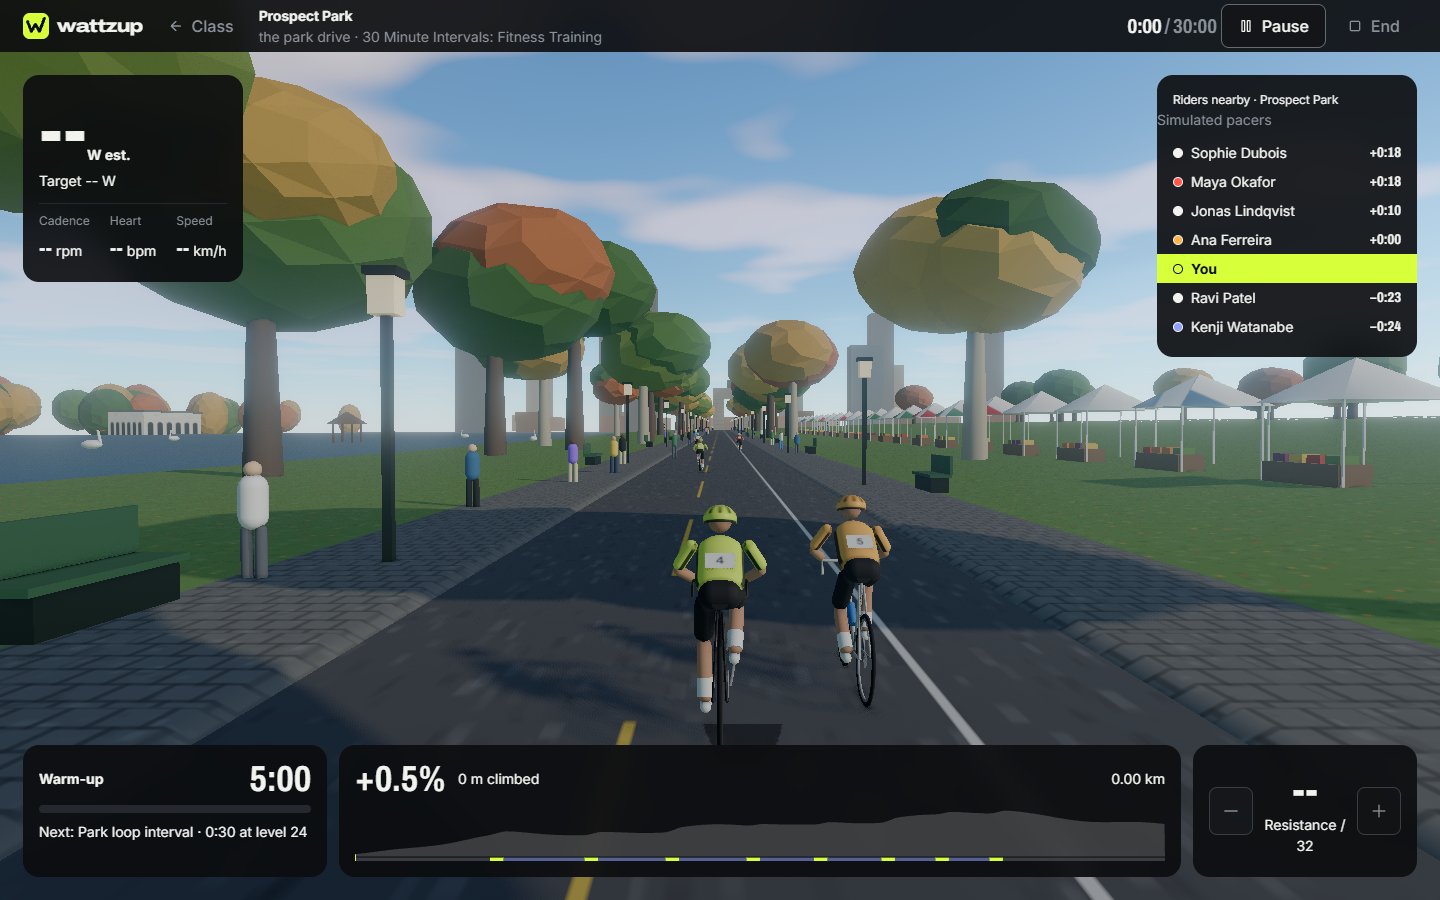 W wattzup
← Class
Prospect Park
the park drive · 30 Minute Intervals: Fitness Training
0:00 / 30:00
Pause
End
-- W est.
Target -- W
Cadence Heart Speed
-- rpm -- bpm -- km/h
Riders nearby · Prospect Park
Simulated pacers
Sophie Dubois +0:18
Maya Okafor +0:18
Jonas Lindqvist +0:10
Ana Ferreira +0:00
You
Ravi Patel −0:23
Kenji Watanabe −0:24
4
5
Warm-up 5:00
Next: Park loop interval · 0:30 at level 24
+0.5% 0 m climbed 0.00 km
− -- +
Resistance /
32